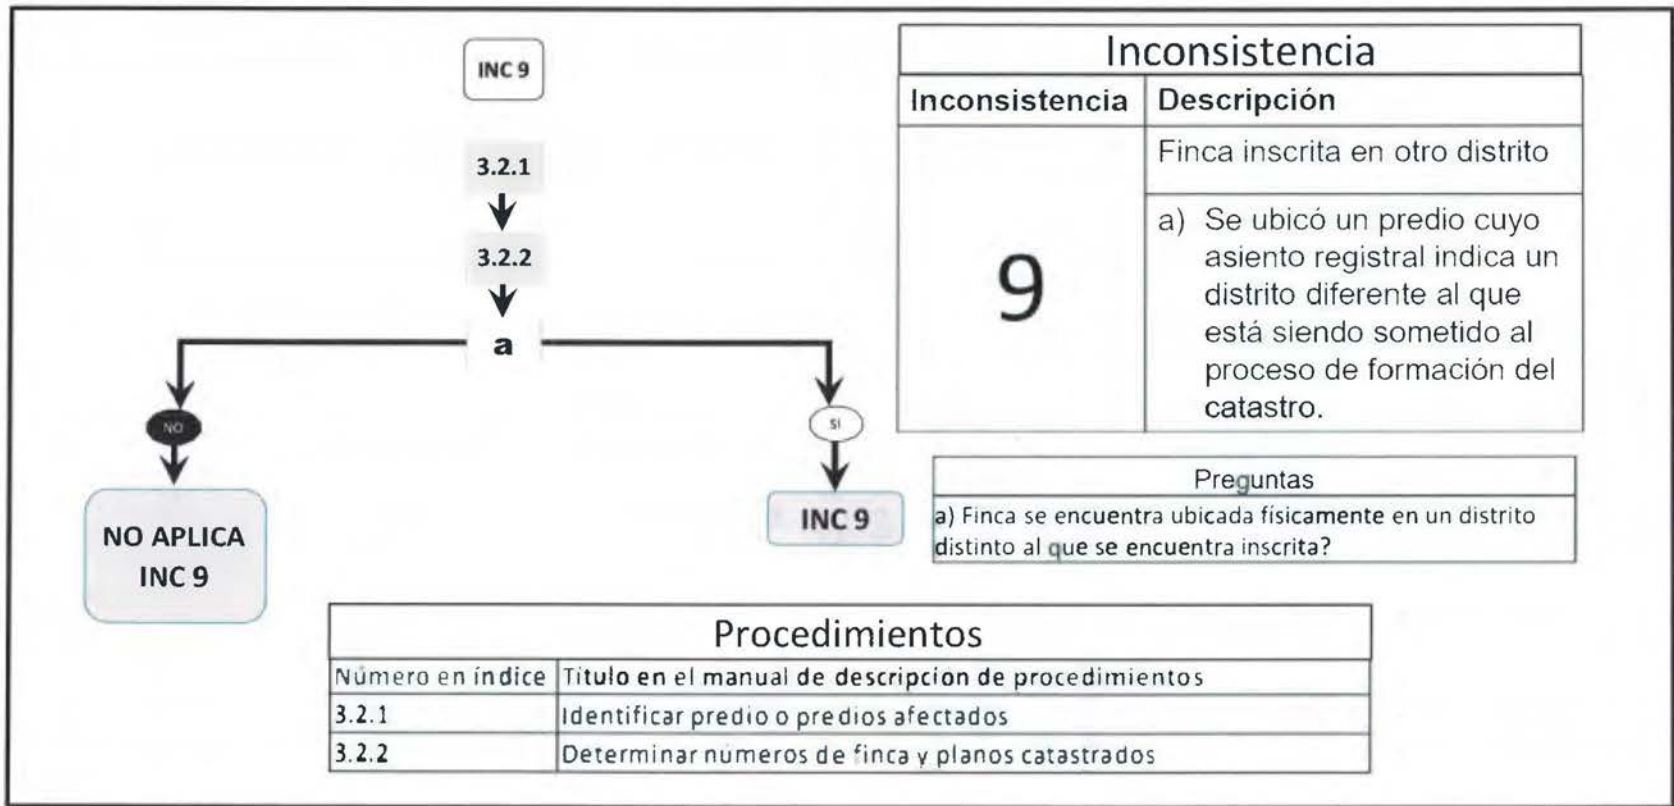 INC 9
3.2.1
3.2.2
a
NO
SI
NO APLICA
INC 9
INC 9
Inconsistencia
Inconsistencia Descripción
9
Finca inscrita en otro distrito
a) Se ubicó un predio cuyo
asiento registral indica un
distrito diferente al que
está siendo sometido al
proceso de formación del
catastro.
Preguntas
a) Finca se encuentra ubicada físicamente en un distrito
distinto al que se encuentra inscrita?
Procedimientos
Número en índice Título en el manual de descripcion de procedimientos
3.2.1 Identificar predio o predios afectados
3.2.2 Determinar números de finca y planos catastrados